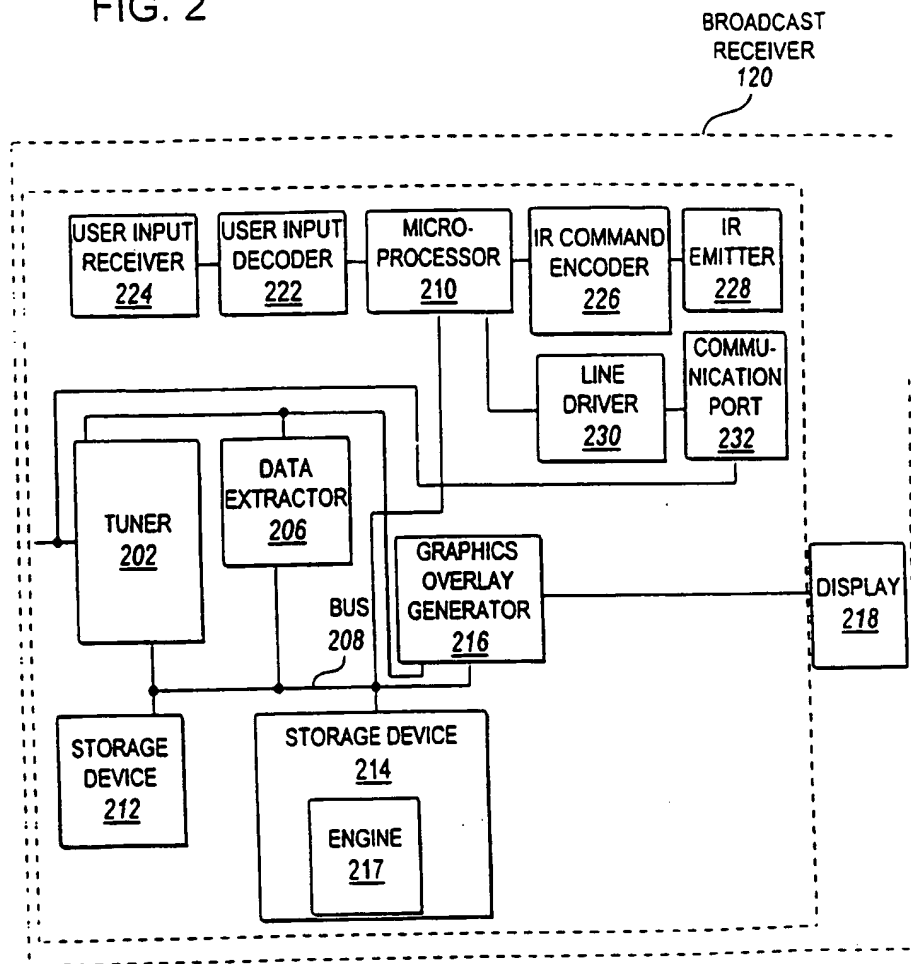 FIG. 2
BROADCAST
RECEIVER
120
USER INPUT
RECEIVER
224
USER INPUT
DECODER
222
MICRO-
PROCESSOR
210
IR COMMAND
ENCODER
226
IR
EMITTER
228
LINE
DRIVER
230
COMMU-
NICATION
PORT
232
TUNER
202
DATA
EXTRACTOR
206
GRAPHICS
OVERLAY
GENERATOR
216
DISPLAY
218
BUS
208
STORAGE
DEVICE
212
STORAGE DEVICE
214
ENGINE
217